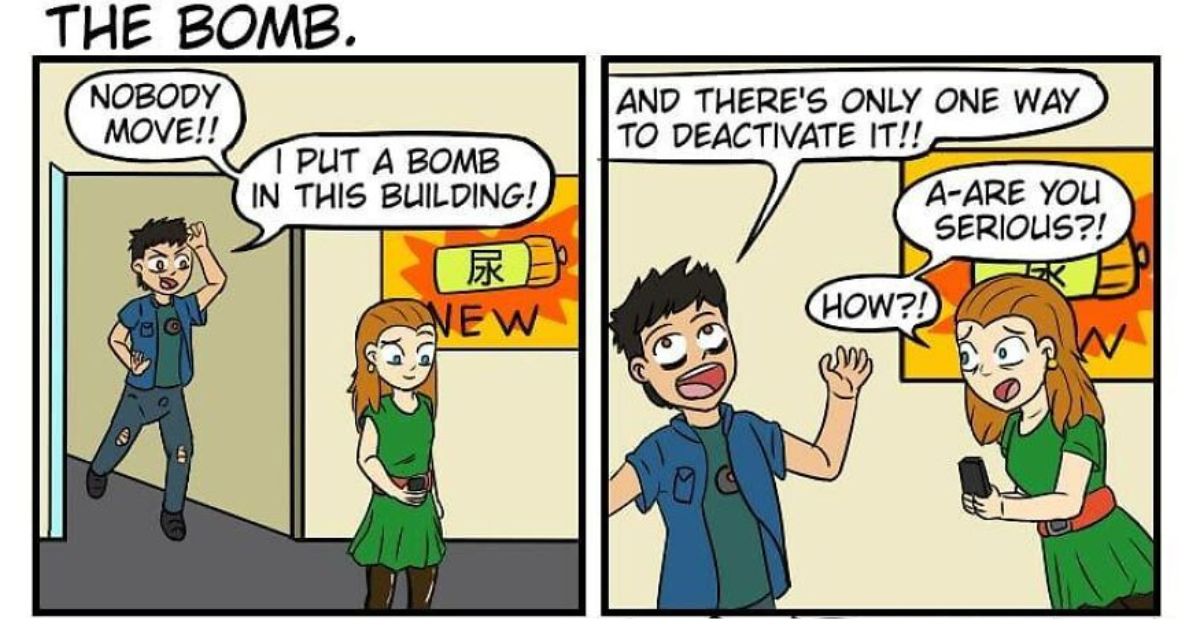 THE BOMB.
NOBODY
MOVE!!
I PUT A BOMB
IN THIS BUILDING!
尿
NEW
AND THERE'S ONLY ONE WAY
TO DEACTIVATE IT!!
A-ARE YOU
SERIOUS?!
HOW?!
W